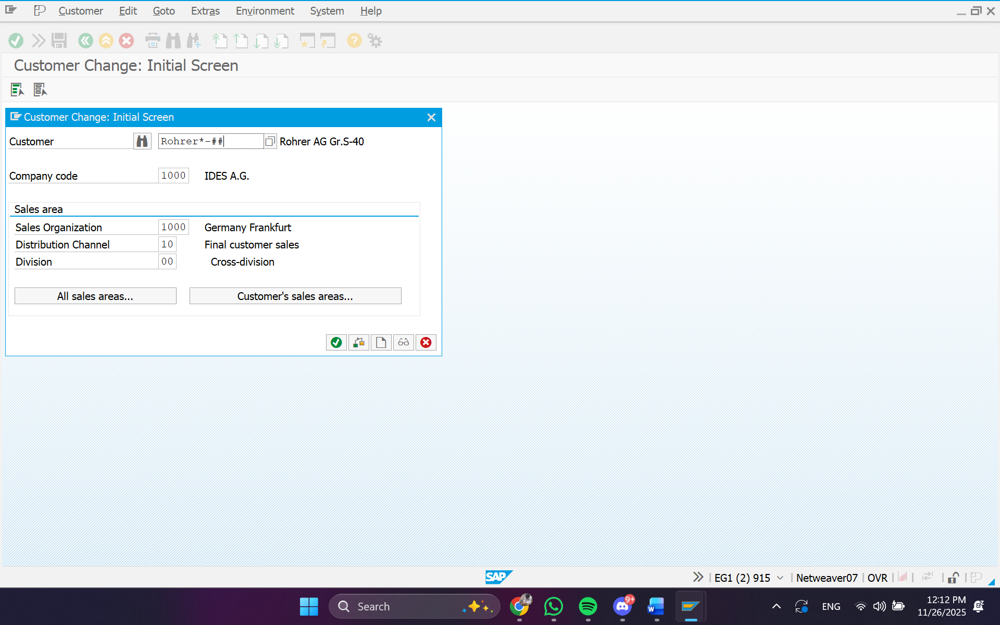 Customer Edit Goto Extras Environment System Help
Customer Change: Initial Screen
Customer Change: Initial Screen
Customer Rohrer*-## Rohrer AG Gr.S-40
Company code 1000 IDES A.G.
Sales area
Sales Organization 1000 Germany Frankfurt
Distribution Channel 10 Final customer sales
Division 00 Cross-division
All sales areas... Customer's sales areas...
SAP EG1 (2) 915 Netweaver07 OVR
Search 9+ ENG 12:12 PM
11/26/2025